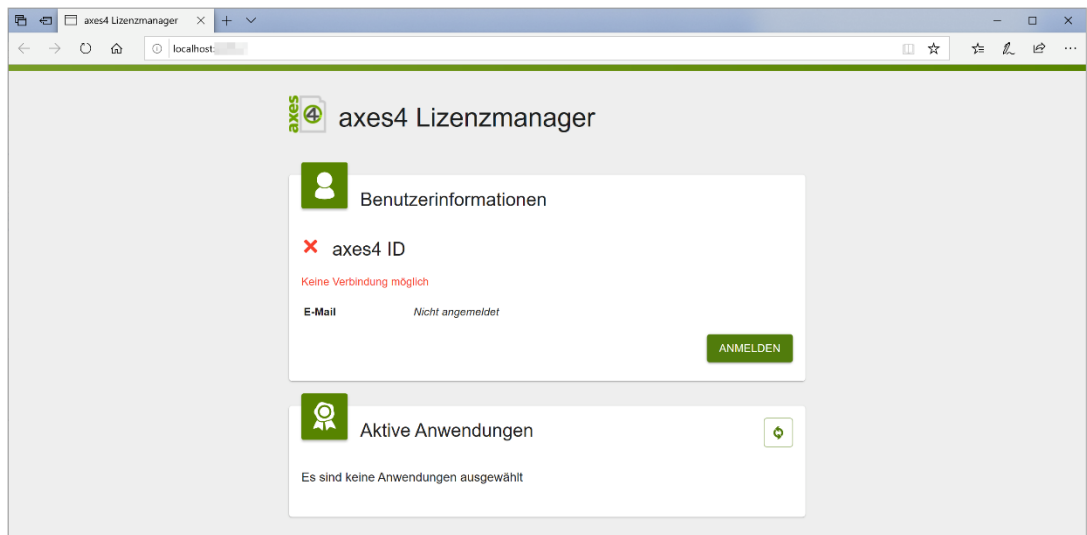 axes4 Lizenzmanager
localhost:
axes4
axes4 Lizenzmanager
Benutzerinformationen
axes4 ID
Keine Verbindung möglich
E-Mail Nicht angemeldet
ANMELDEN
Aktive Anwendungen
Es sind keine Anwendungen ausgewählt